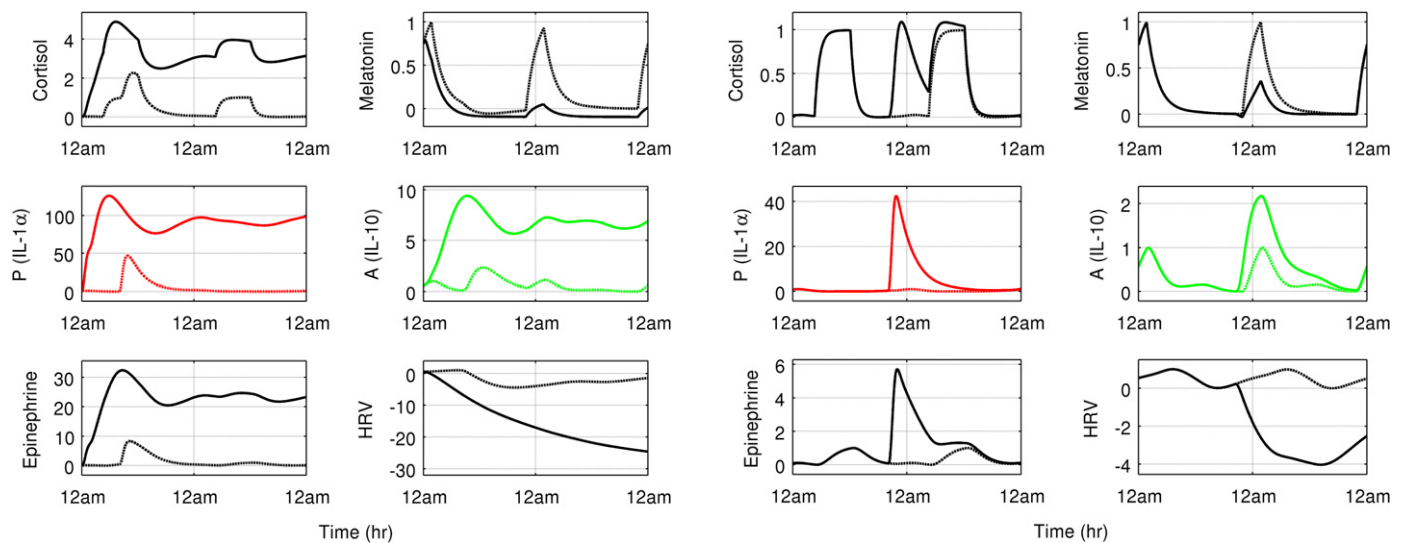 Cortisol
4
2
0
12am 12am 12am
Melatonin
1
0.5
0
12am 12am 12am
P (IL-1α)
100
50
0
12am 12am 12am
A (IL-10)
10
5
0
12am 12am 12am
Epinephrine
30
20
10
0
12am 12am 12am
HRV
0
-10
-20
-30
12am 12am 12am
Time (hr)
Cortisol
1
0.5
0
12am 12am 12am
Melatonin
1
0.5
0
12am 12am 12am
P (IL-1α)
40
20
0
12am 12am 12am
A (IL-10)
2
1
0
12am 12am 12am
Epinephrine
6
4
2
0
12am 12am 12am
HRV
0
-2
-4
12am 12am 12am
Time (hr)